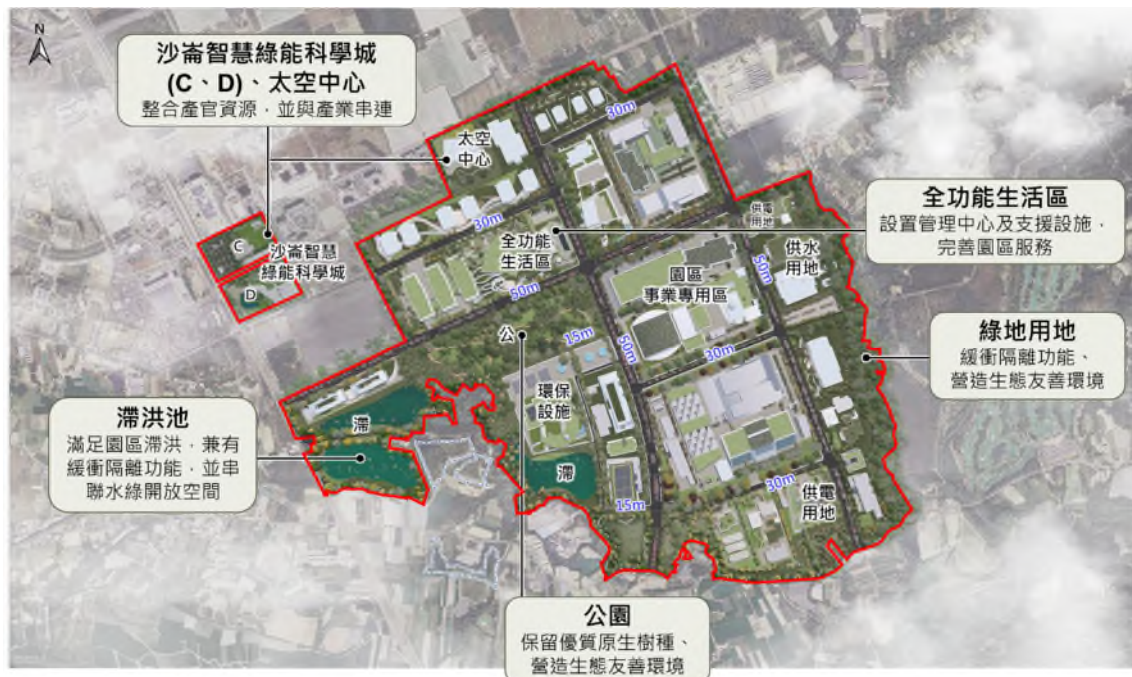 N
沙崙智慧綠能科學城
(C、D)、太空中心
整合產官資源，並與產業串連
太空
中心
30m
30m
供電
用地
全功能生活區
設置管理中心及支援設施，
完善園區服務
C
沙崙智慧
綠能科學城
D
全功能
生活區
供水
用地
50m
50m
園區
事業專用區
公
15m
50m
30m
綠地用地
緩衝隔離功能、
營造生態友善環境
環保
設施
滯洪池
滿足園區滯洪，兼有
緩衝隔離功能，並串
聯水綠開放空間
滯
滯
15m
30m
供電
用地
公園
保留優質原生樹種、
營造生態友善環境